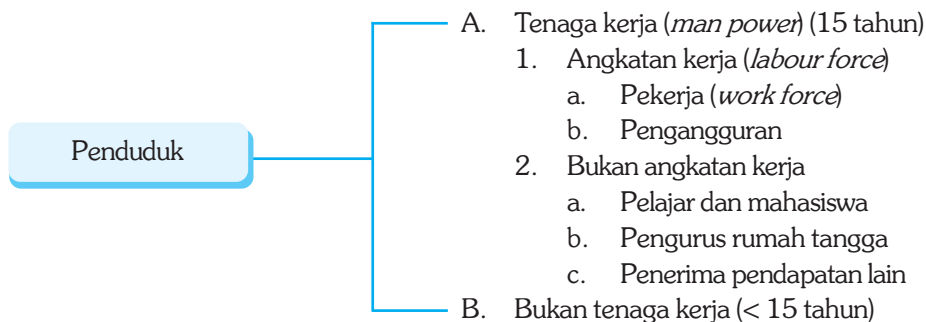 Penduduk
A. Tenaga kerja (man power) (15 tahun)
1. Angkatan kerja (labour force)
a. Pekerja (work force)
b. Pengangguran
2. Bukan angkatan kerja
a. Pelajar dan mahasiswa
b. Pengurus rumah tangga
c. Penerima pendapatan lain
B. Bukan tenaga kerja (< 15 tahun)